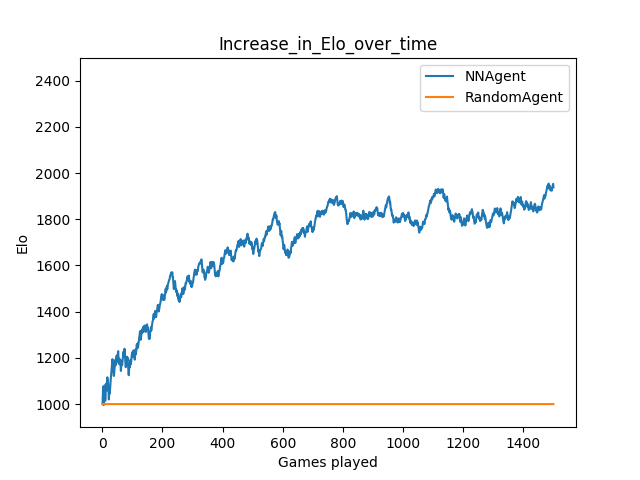 Increase_in_Elo_over_time
NNAgent
RandomAgent
2400
2200
2000
1800
1600
1400
1200
1000
Elo
0 200 400 600 800 1000 1200 1400
Games played